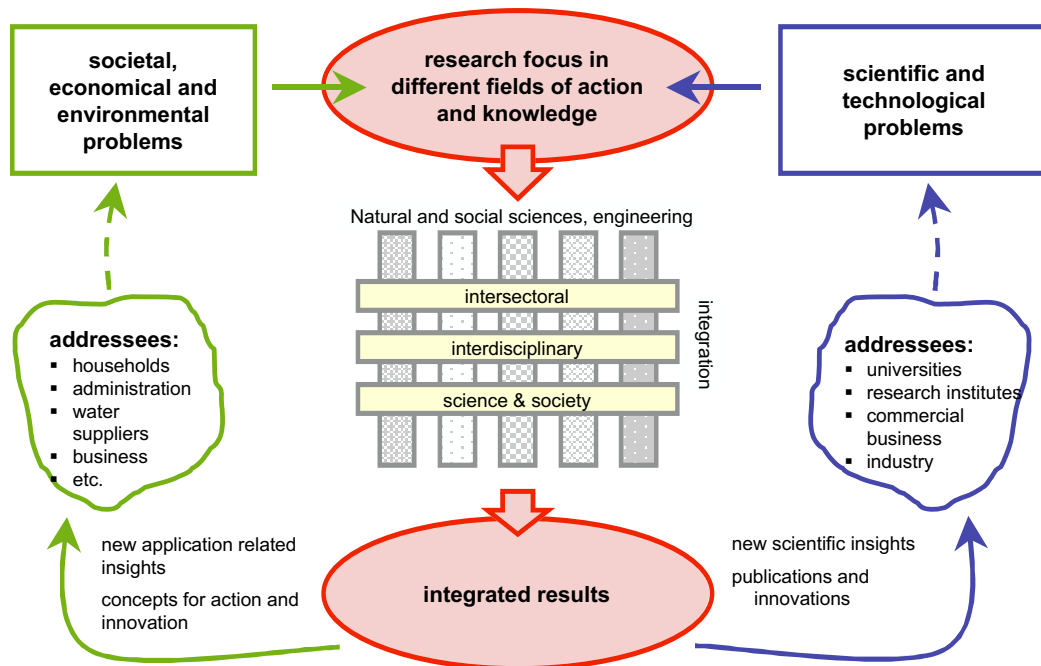 societal,
economical and
environmental
problems
research focus in
different fields of action
and knowledge
scientific and
technological
problems
Natural and social sciences, engineering
intersectoral
interdisciplinary
science & society
integration
addressees:
▪ households
▪ administration
▪ water
suppliers
▪ business
▪ etc.
addressees:
▪ universities
▪ research institutes
▪ commercial
business
▪ industry
new application related
insights
concepts for action and
innovation
integrated results
new scientific insights
publications and
innovations